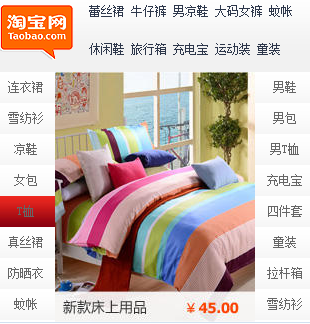 淘宝网
Taobao.com
蕾丝裙 牛仔裤 男凉鞋 大码女裤 蚊帐
休闲鞋 旅行箱 充电宝 运动装 童装
连衣裙
雪纺衫
凉鞋
女包
T恤
真丝裙
防晒衣
蚊帐
男鞋
男包
男T恤
充电宝
四件套
童装
拉杆箱
雪纺衫
新款床上用品 ¥45.00